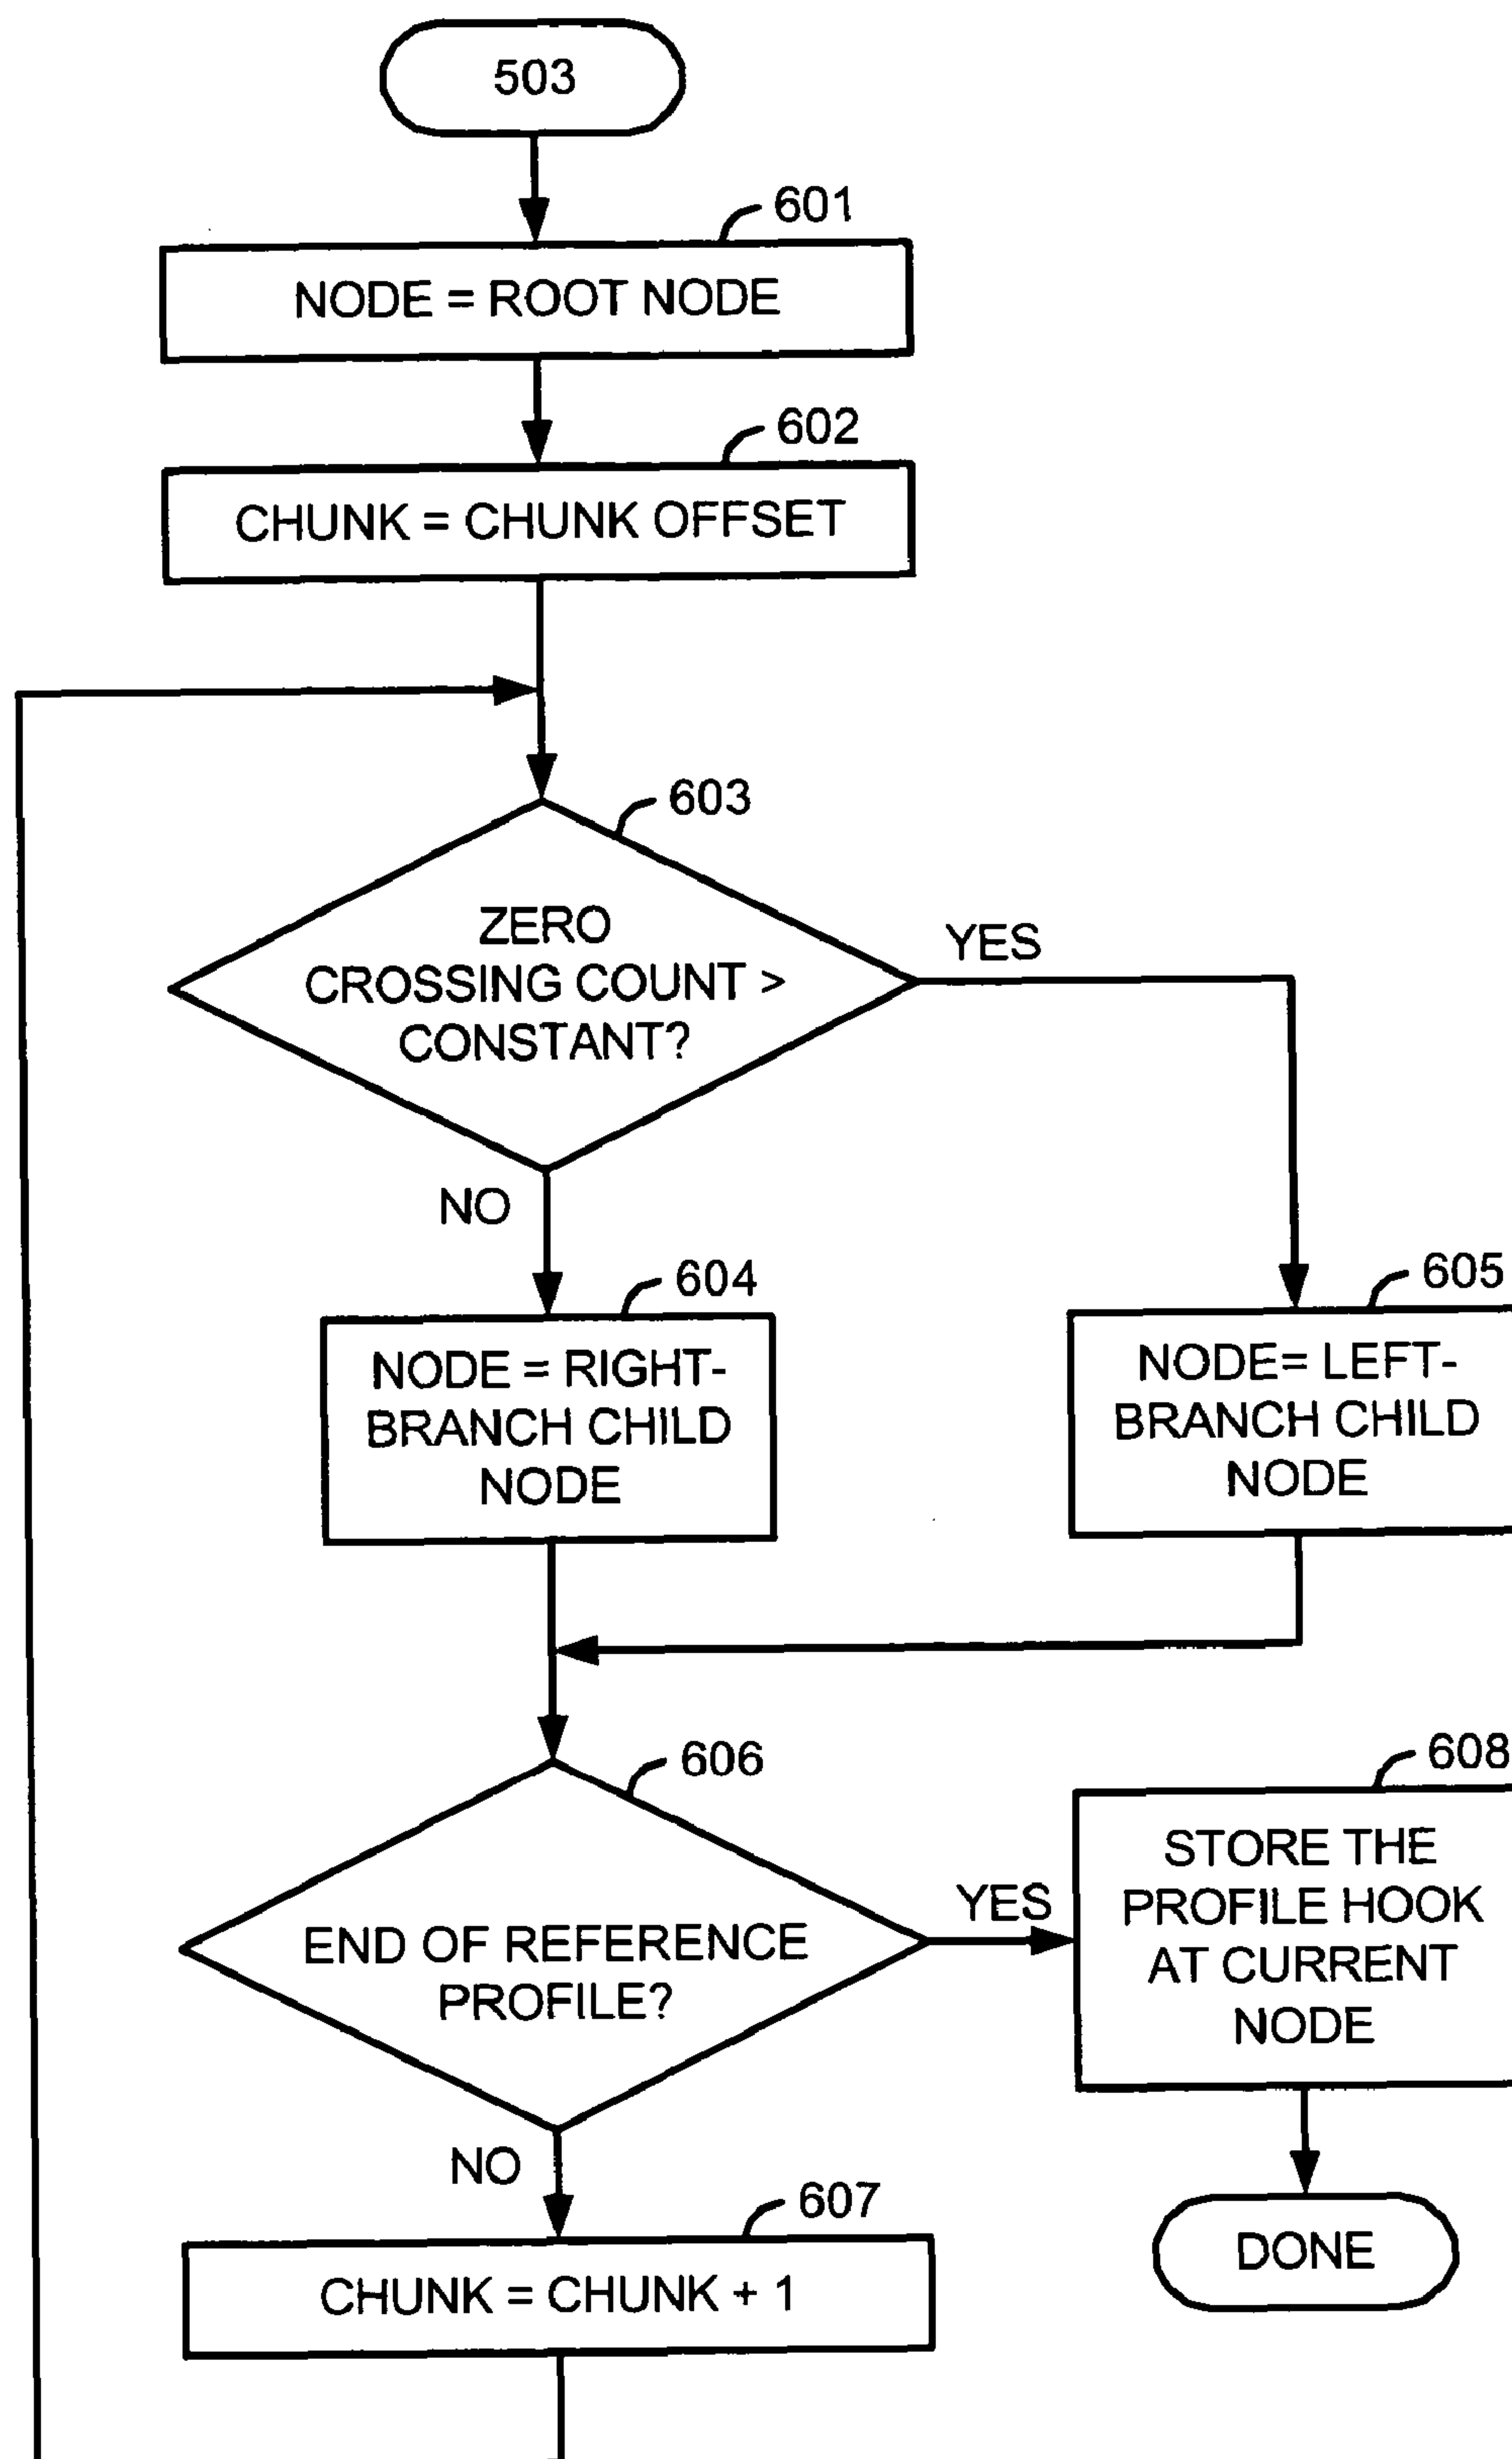 503
601
NODE = ROOT NODE
602
CHUNK = CHUNK OFFSET
603
ZERO
CROSSING COUNT >
CONSTANT?
YES
NO
604
NODE = RIGHT-
BRANCH CHILD
NODE
605
NODE= LEFT-
BRANCH CHILD
NODE
606
END OF REFERENCE
PROFILE?
YES
608
STORE THE
PROFILE HOOK
AT CURRENT
NODE
NO
607
CHUNK = CHUNK + 1
DONE